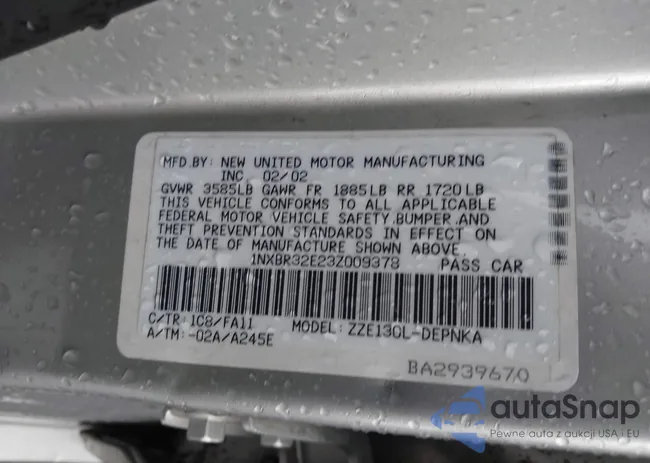 MFD.BY: NEW UNITED MOTOR MANUFACTURING
INC 02/02
GVWR 3585LB GAWR FR 1885LB RR 1720LB
THIS VEHICLE CONFORMS TO ALL APPLICABLE
FEDERAL MOTOR VEHICLE SAFETY,BUMPER,AND
THEFT PREVENTION STANDARDS IN EFFECT ON
THE DATE OF MANUFACTURE SHOWN ABOVE.
1NXBR32E23Z009378 PASS CAR
C/TR:1C8/FA11 MODEL:ZZE130L-DEPNKA
A/TM:-02A/A245E
BA2939670
autaSnap
Pewne auta z aukcji USA i EU